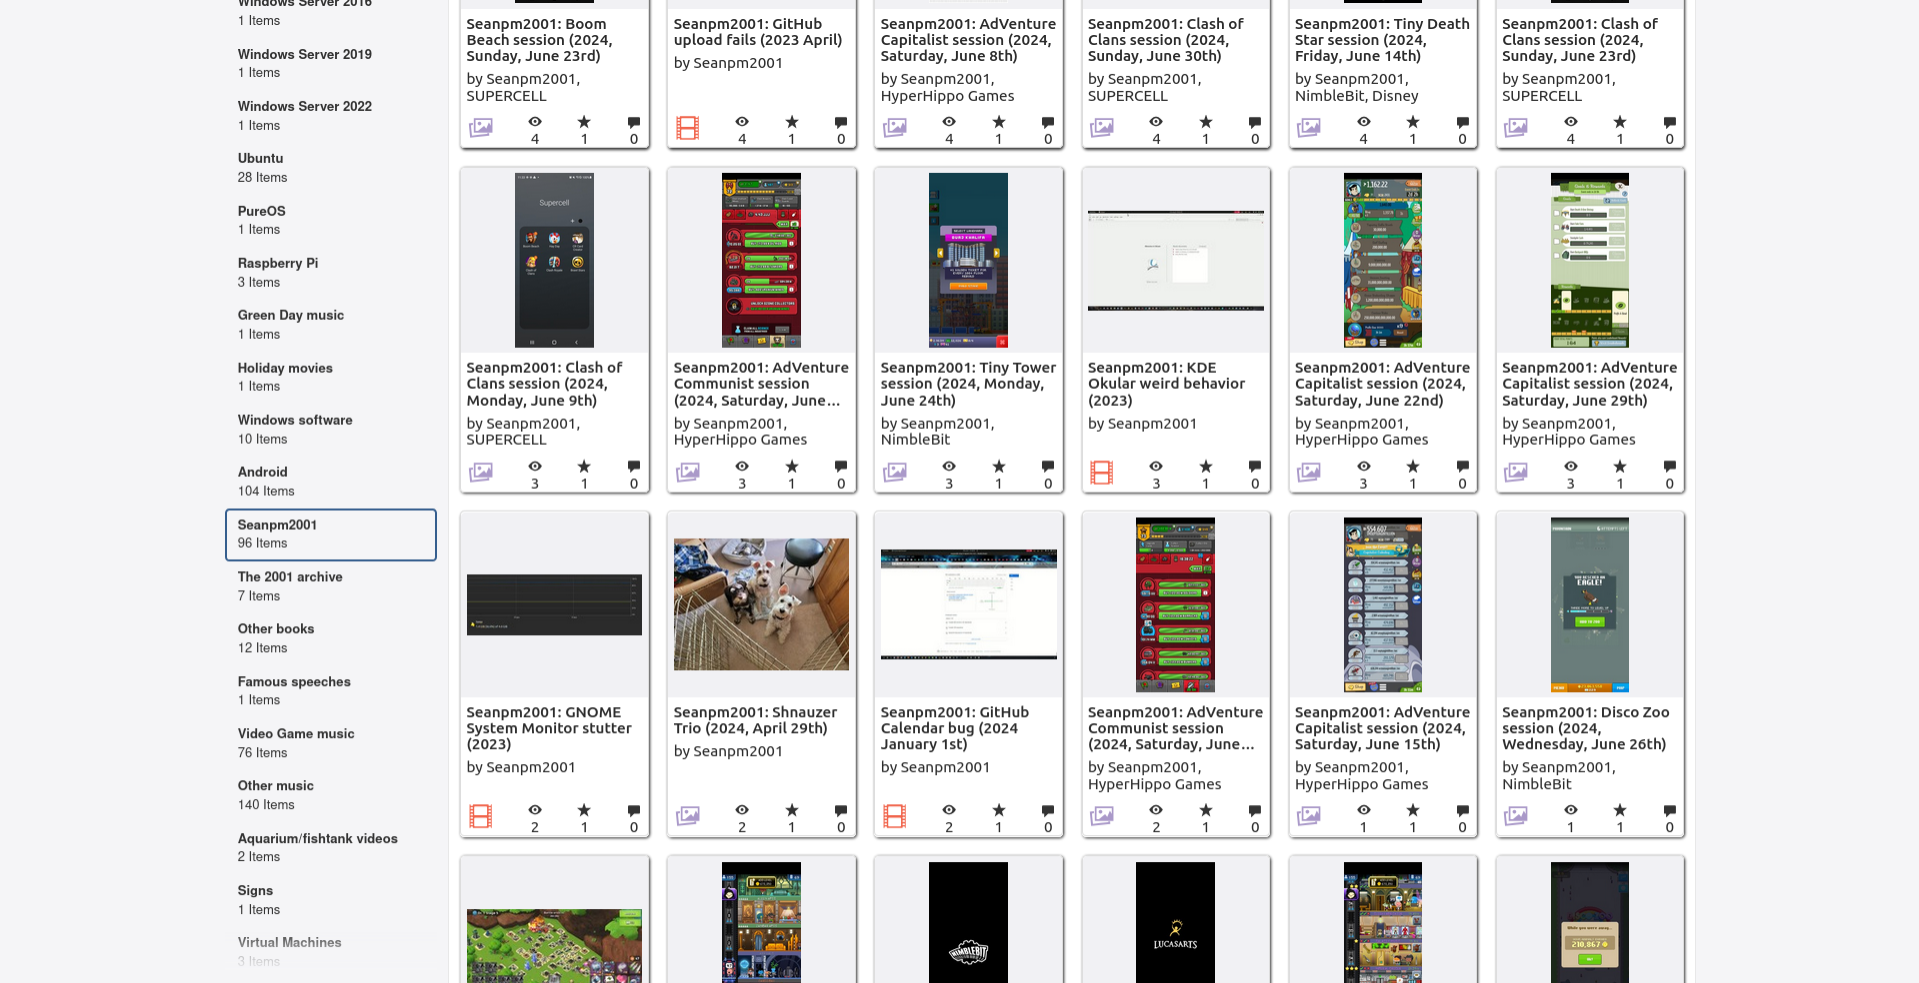 Windows Server 2016
1 Items
Windows Server 2019
1 Items
Windows Server 2022
1 Items
Ubuntu
28 Items
PureOS
1 Items
Raspberry Pi
3 Items
Green Day music
1 Items
Holiday movies
1 Items
Windows software
10 Items
Android
104 Items
Seanpm2001
96 Items
The 2001 archive
7 Items
Other books
12 Items
Famous speeches
1 Items
Video Game music
76 Items
Other music
140 Items
Aquarium/fishtank videos
2 Items
Signs
1 Items
Virtual Machines
3 Items
Seanpm2001: Boom
Beach session (2024,
Sunday, June 23rd)
by Seanpm2001,
SUPERCELL
4 1 0
Seanpm2001: GitHub
upload fails (2023 April)
by Seanpm2001
4 1 0
Seanpm2001: AdVenture
Capitalist session (2024,
Saturday, June 8th)
by Seanpm2001,
HyperHippo Games
4 1 0
Seanpm2001: Clash of
Clans session (2024,
Sunday, June 30th)
by Seanpm2001,
SUPERCELL
4 1 0
Seanpm2001: Tiny Death
Star session (2024,
Friday, June 14th)
by Seanpm2001,
NimbleBit, Disney
4 1 0
Seanpm2001: Clash of
Clans session (2024,
Sunday, June 23rd)
by Seanpm2001,
SUPERCELL
4 1 0
Supercell
Seanpm2001: Clash of
Clans session (2024,
Monday, June 9th)
by Seanpm2001,
SUPERCELL
3 1 0
Seanpm2001: AdVenture
Communist session
(2024, Saturday, June...
by Seanpm2001,
HyperHippo Games
3 1 0
Seanpm2001: Tiny Tower
session (2024, Monday,
June 24th)
by Seanpm2001,
NimbleBit
3 1 0
Seanpm2001: KDE
Okular weird behavior
(2023)
by Seanpm2001
3 1 0
Seanpm2001: AdVenture
Capitalist session (2024,
Saturday, June 22nd)
by Seanpm2001,
HyperHippo Games
3 1 0
Seanpm2001: AdVenture
Capitalist session (2024,
Saturday, June 29th)
by Seanpm2001,
HyperHippo Games
3 1 0
Seanpm2001: GNOME
System Monitor stutter
(2023)
by Seanpm2001
2 1 0
Seanpm2001: Shnauzer
Trio (2024, April 29th)
by Seanpm2001
2 1 0
Seanpm2001: GitHub
Calendar bug (2024
January 1st)
by Seanpm2001
2 1 0
Seanpm2001: AdVenture
Communist session
(2024, Saturday, June...
by Seanpm2001,
HyperHippo Games
2 1 0
Seanpm2001: AdVenture
Capitalist session (2024,
Saturday, June 15th)
by Seanpm2001,
HyperHippo Games
1 1 0
EAGLE!
Seanpm2001: Disco Zoo
session (2024,
Wednesday, June 26th)
by Seanpm2001,
NimbleBit
1 1 0
NIMBLEBIT
LUCASARTS
While you were away...
210,867